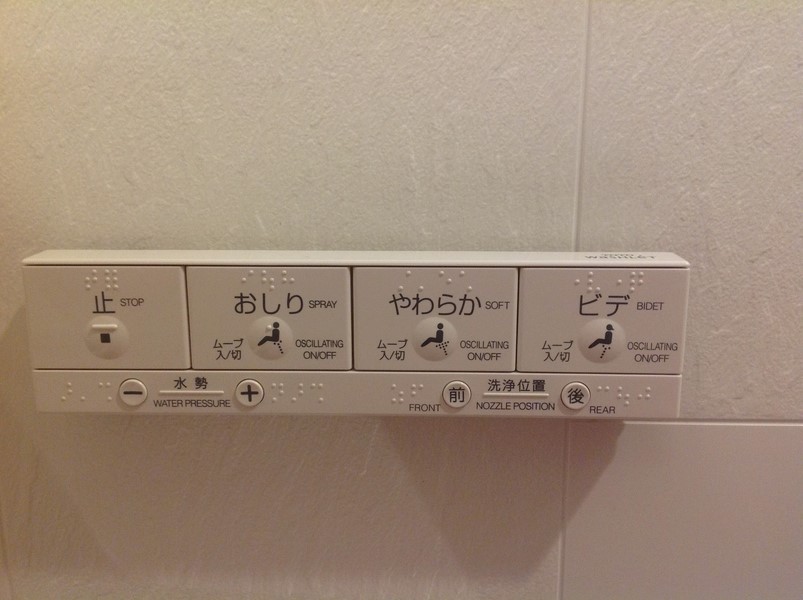 止 STOP
おしり SPRAY
ムーブ 入/切
OSCILLATING ON/OFF
やわらか SOFT
ムーブ 入/切
OSCILLATING ON/OFF
ビデ BIDET
ムーブ 入/切
OSCILLATING ON/OFF
− 水勢 +
WATER PRESSURE
前 洗浄位置 後
FRONT NOZZLE POSITION REAR